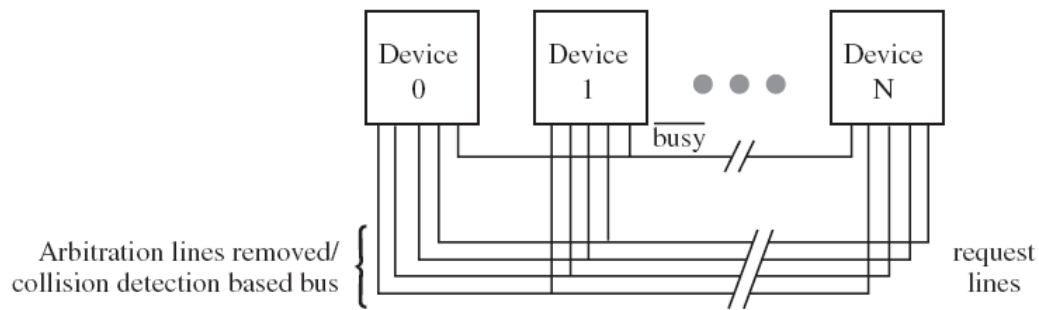 Device
0
Device
1
Device
N
busy
Arbitration lines removed/
collision detection based bus
request
lines